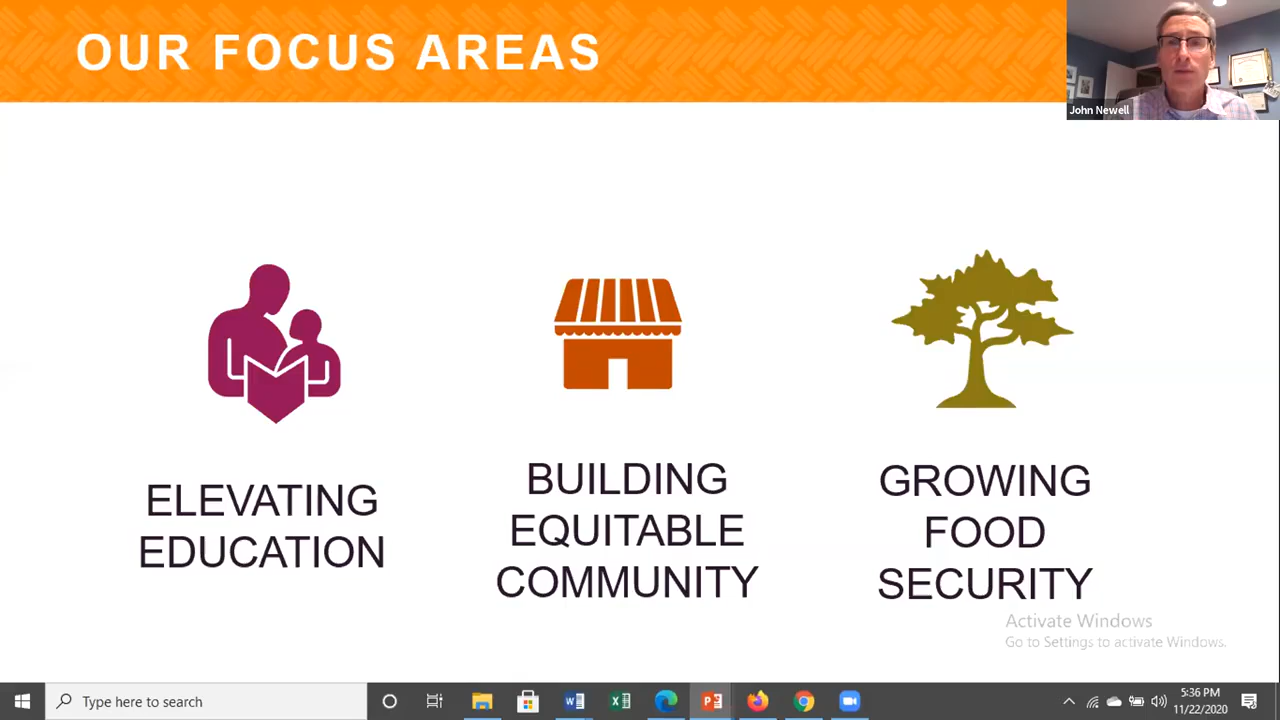 OUR FOCUS AREAS
John Newell
ELEVATING
EDUCATION
BUILDING
EQUITABLE
COMMUNITY
GROWING
FOOD
SECURITY
Activate Windows
Go to Settings to activate Windows.
Type here to search
5:36 PM
11/22/2020